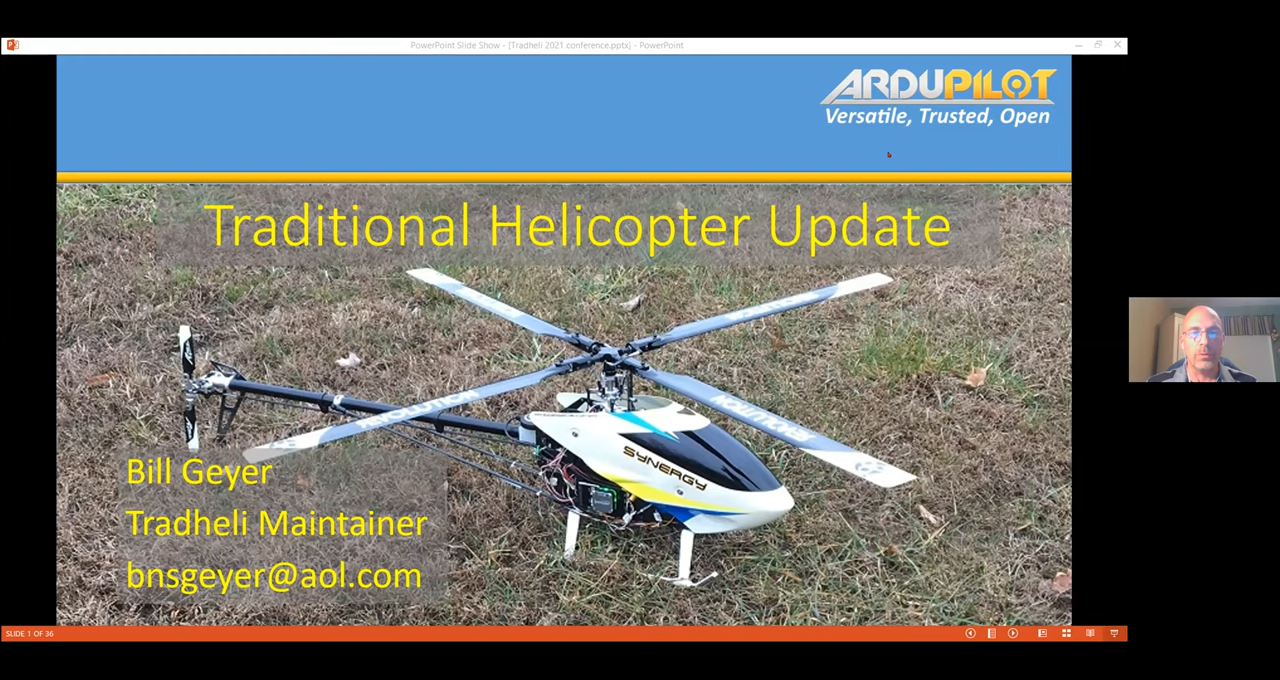 PowerPoint Slide Show - [Tradheli 2021 conference.pptx] - PowerPoint
ARDUPILOT
Versatile, Trusted, Open
Traditional Helicopter Update
REVOLUTION
SYNERGY
Bill Geyer
Tradheli Maintainer
bnsgeyer@aol.com
SLIDE 1 OF 36